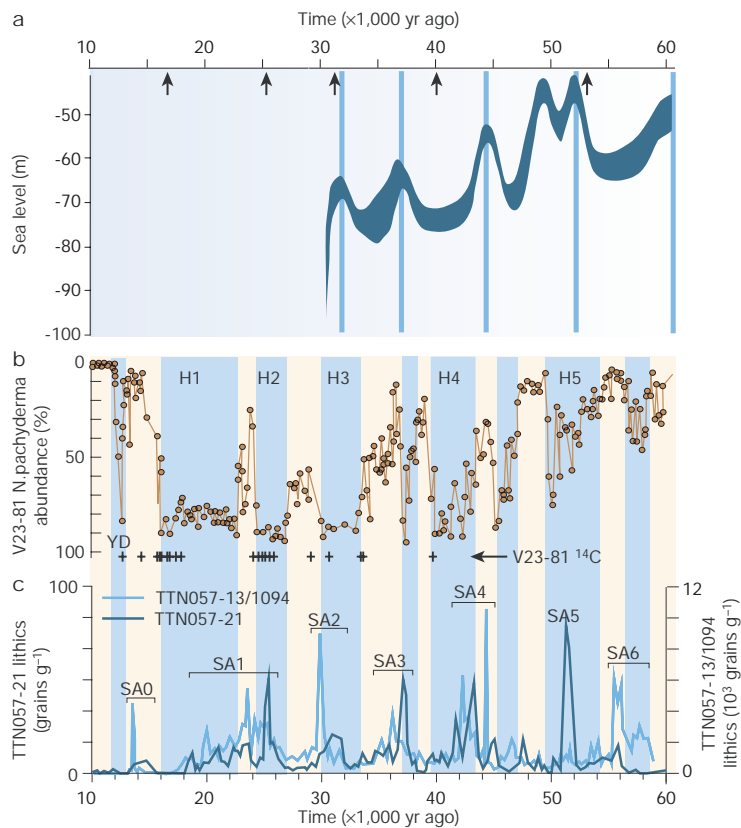 a
Time (×1,000 yr ago)
10 20 30 40 50 60
Sea level (m)
-50
-60
-70
-80
-90
-100
b
V23-81 N.pachyderma
abundance (%)
0
50
100
H1 H2 H3 H4 H5
YD
V23-81 ¹⁴C
c
TTN057-21 lithics
(grains g⁻¹)
100
0
TTN057-13/1094
TTN057-21
SA0 SA1 SA2 SA3 SA4 SA5 SA6
12
0
TTN057-13/1094
lithics (10³ grains g⁻¹)
10 20 30 40 50 60
Time (×1,000 yr ago)